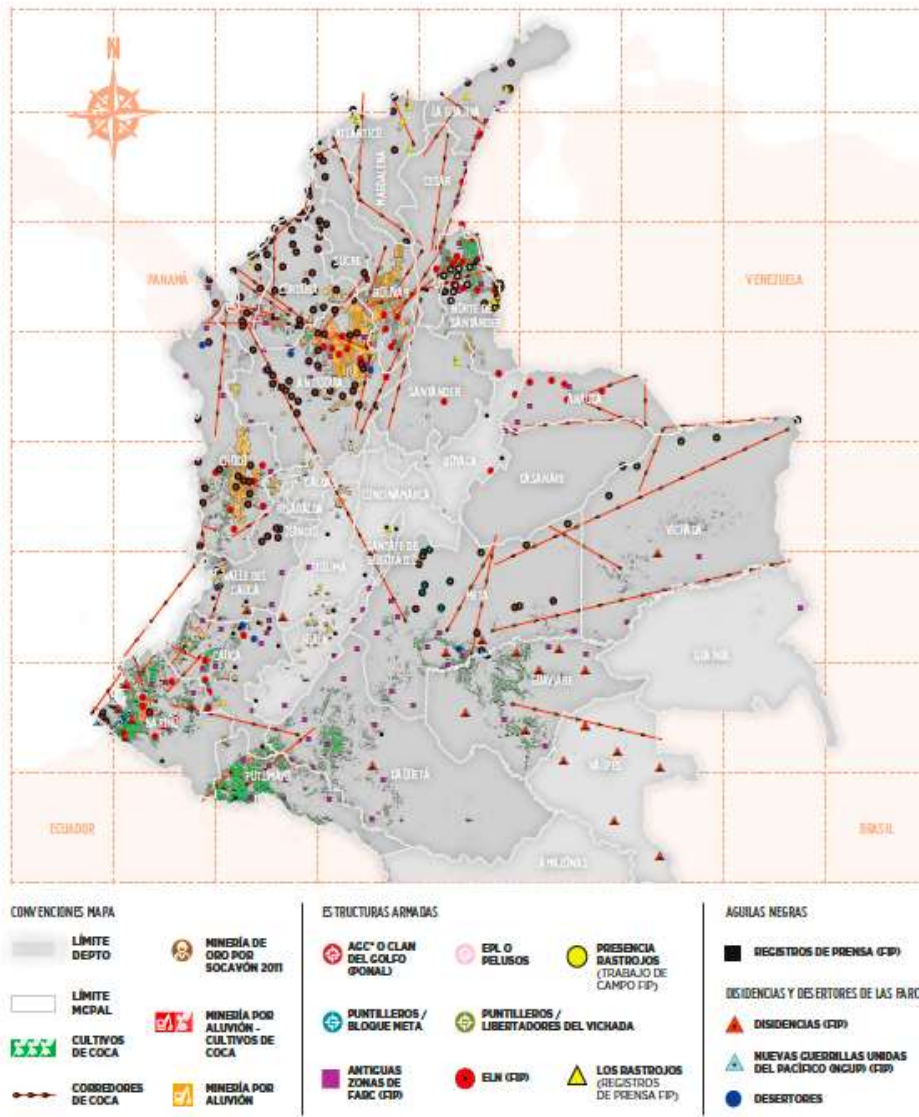 N
LA GUAJIRA
ATLÁNTICO
MAGDALENA
CESAR
PANAMÁ
VENEZUELA
SUCRE
CÓRDOBA
BOLÍVAR
NORTE DE
SANTANDER
ANTIOQUIA
SANTANDER
ARAUCA
CHOCÓ
BOYACÁ
CASANARE
CALDAS
CUNDINAMARCA
RISARALDA
QUINDÍO
VICHADA
SANTAFE DE
BOGOTÁ D.C.
TOLIMA
VALLE DEL
CAUCA
META
HUILA
CAUCA
GUAINÍA
GUAVIARE
NARIÑO
VAUPÉS
PUTUMAYO
CAQUETÁ
ECUADOR
BRASIL
AMAZONAS
CONVENCIONES MAPA
LÍMITE
DEPTO
MINERÍA DE
ORO POR
SOCAVÓN 2011
LÍMITE
MCPAL
MINERÍA POR
ALUVIÓN -
CULTIVOS DE
COCA
CULTIVOS
DE COCA
CORREDORES
DE COCA
MINERÍA POR
ALUVIÓN
ESTRUCTURAS ARMADAS
AGC* O CLAN
DEL GOLFO
(PONAL)
EPL O
PELUSOS
PRESENCIA
RASTROJOS
(TRABAJO DE
CAMPO FIP)
PUNTILLEROS /
BLOQUE META
PUNTILLEROS /
LIBERTADORES DEL VICHADA
ANTIGUAS
ZONAS DE
FARC (FIP)
ELN (FIP)
LOS RASTROJOS
(REGISTROS
DE PRENSA FIP)
ÁGUILAS NEGRAS
REGISTROS DE PRENSA (FIP)
DISIDENCIAS Y DESERTORES DE LAS FARC
DISIDENCIAS (FIP)
NUEVAS GUERRILLAS UNIDAS
DEL PACÍFICO (NGUP) (FIP)
DESERTORES